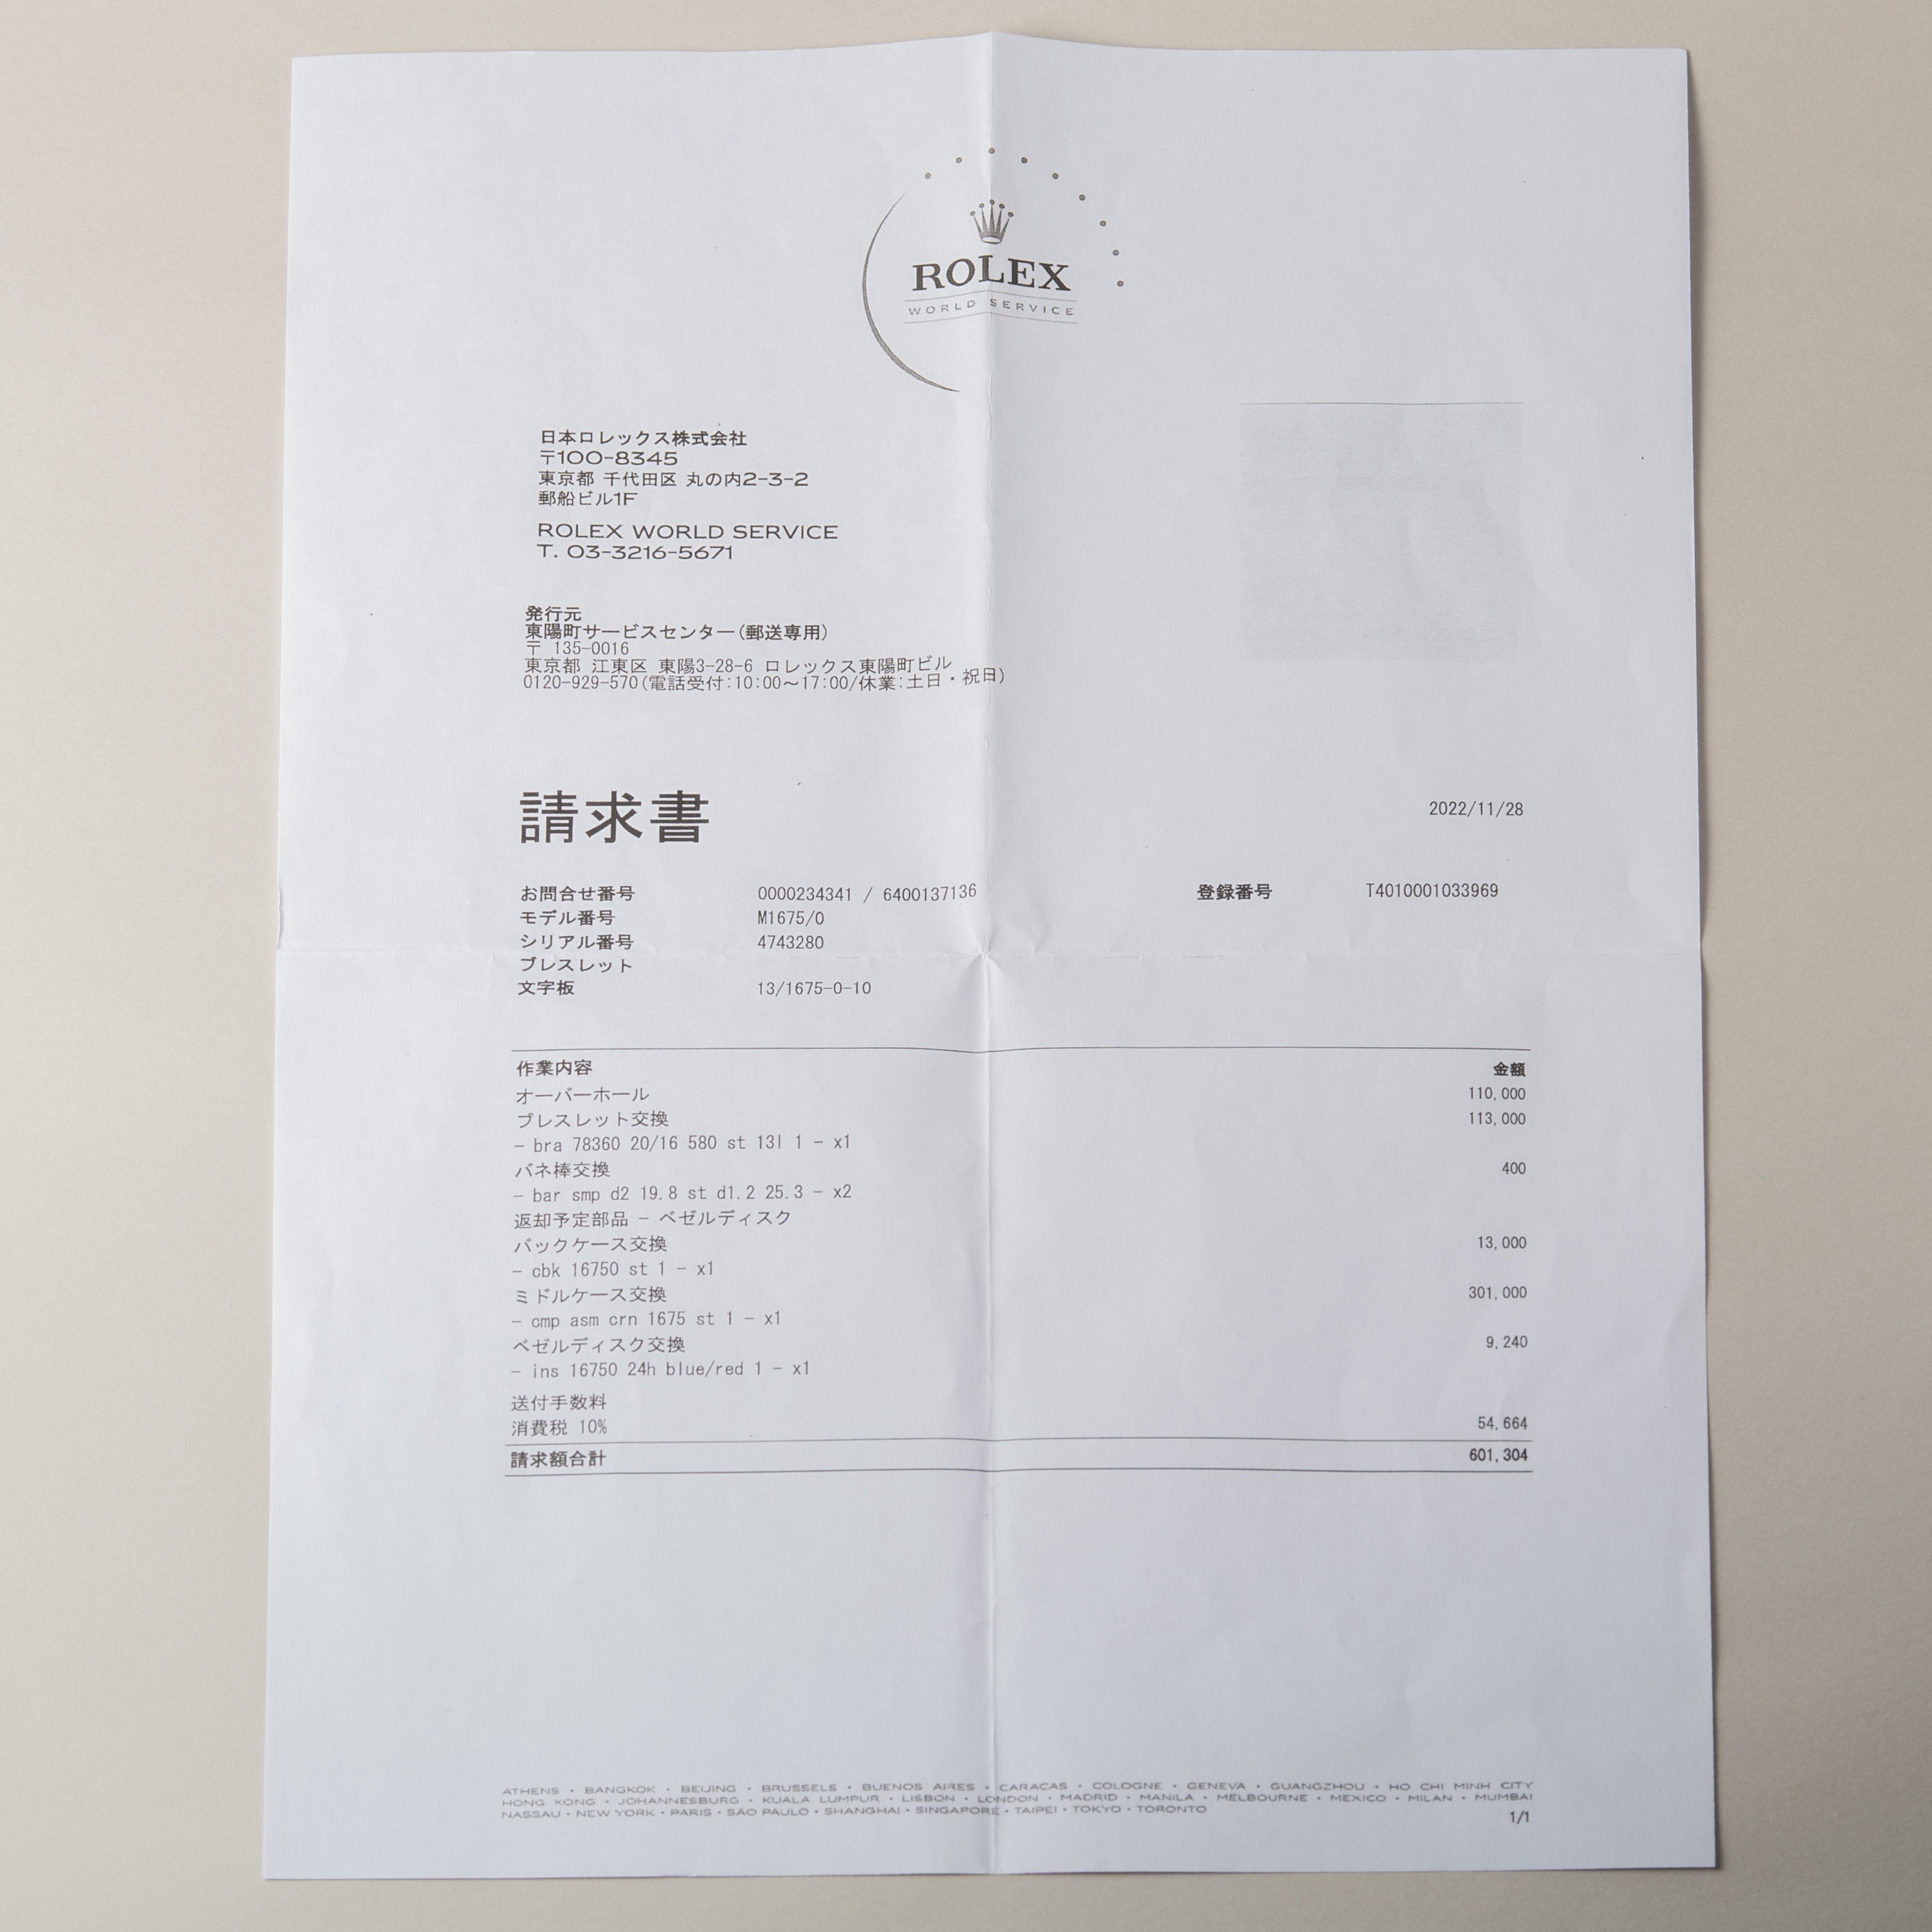 ROLEX
WORLD SERVICE
日本ロレックス株式会社
〒100-8345
東京都 千代田区 丸の内2-3-2
郵船ビル1F
ROLEX WORLD SERVICE
T. 03-3216-5671
発行元
東陽町サービスセンター(郵送専用)
〒 135-0016
東京都 江東区 東陽3-28-6 ロレックス東陽町ビル
0120-929-570(電話受付:10:00～17:00/休業:土日・祝日)
請求書
2022/11/28
お問合せ番号 0000234341 / 6400137136 登録番号 T4010001033969
モデル番号 M1675/0
シリアル番号 4743280
ブレスレット
文字板 13/1675-0-10
作業内容 金額
オーバーホール 110,000
ブレスレット交換 113,000
- bra 78360 20/16 580 st 13l 1 - x1
バネ棒交換 400
- bar smp d2 19.8 st d1.2 25.3 - x2
返却予定部品 - ベゼルディスク
バックケース交換 13,000
- cbk 16750 st 1 - x1
ミドルケース交換 301,000
- cmp asm crn 1675 st 1 - x1
ベゼルディスク交換 9,240
- ins 16750 24h blue/red 1 - x1
送付手数料
消費税 10% 54,664
請求額合計 601,304
ATHENS • BANGKOK • BEIJING • BRUSSELS • BUENOS AIRES • CARACAS • COLOGNE • GENEVA • GUANGZHOU • HO CHI MINH CITY
HONG KONG • JOHANNESBURG • KUALA LUMPUR • LISBON • LONDON • MADRID • MANILA • MELBOURNE • MEXICO • MILAN • MUMBAI
NASSAU • NEW YORK • PARIS • SÃO PAULO • SHANGHAI • SINGAPORE • TAIPEI • TOKYO • TORONTO
1/1